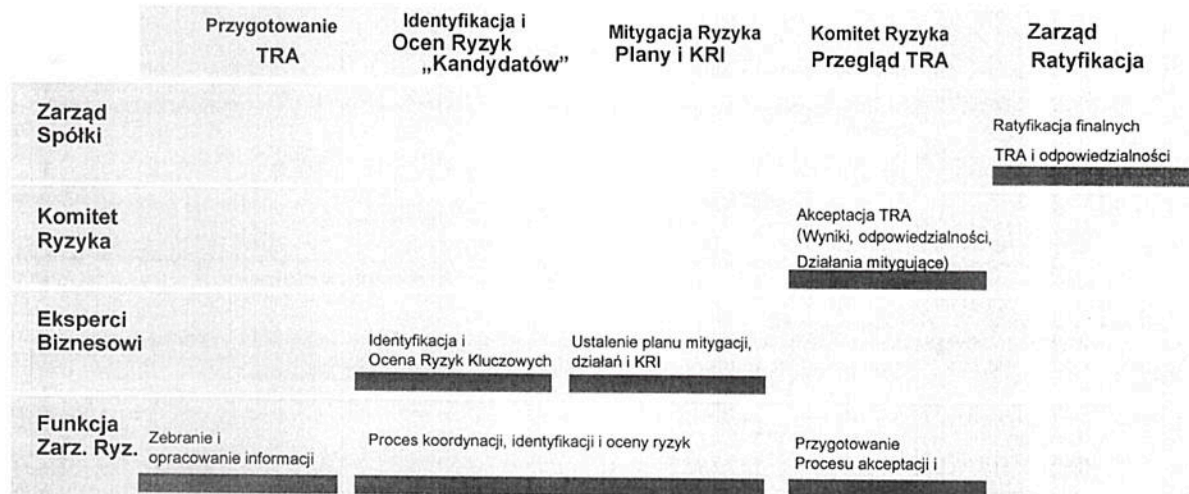 Przygotowanie
TRA
Identyfikacja i
Ocen Ryzyk
„Kandydatów”
Mitygacja Ryzyka
Plany i KRI
Komitet Ryzyka
Przegląd TRA
Zarząd
Ratyfikacja
Zarząd
Spółki
Ratyfikacja finalnych
TRA i odpowiedzialności
Komitet
Ryzyka
Akceptacja TRA
(Wyniki, odpowiedzialności,
Działania mitygujące)
Eksperci
Biznesowi
Identyfikacja i
Ocena Ryzyk Kluczowych
Ustalenie planu mitygacji,
działań i KRI
Funkcja
Zarz. Ryz.
Zebranie i
opracowanie informacji
Proces koordynacji, identyfikacji i oceny ryzyk
Przygotowanie
Procesu akceptacji i